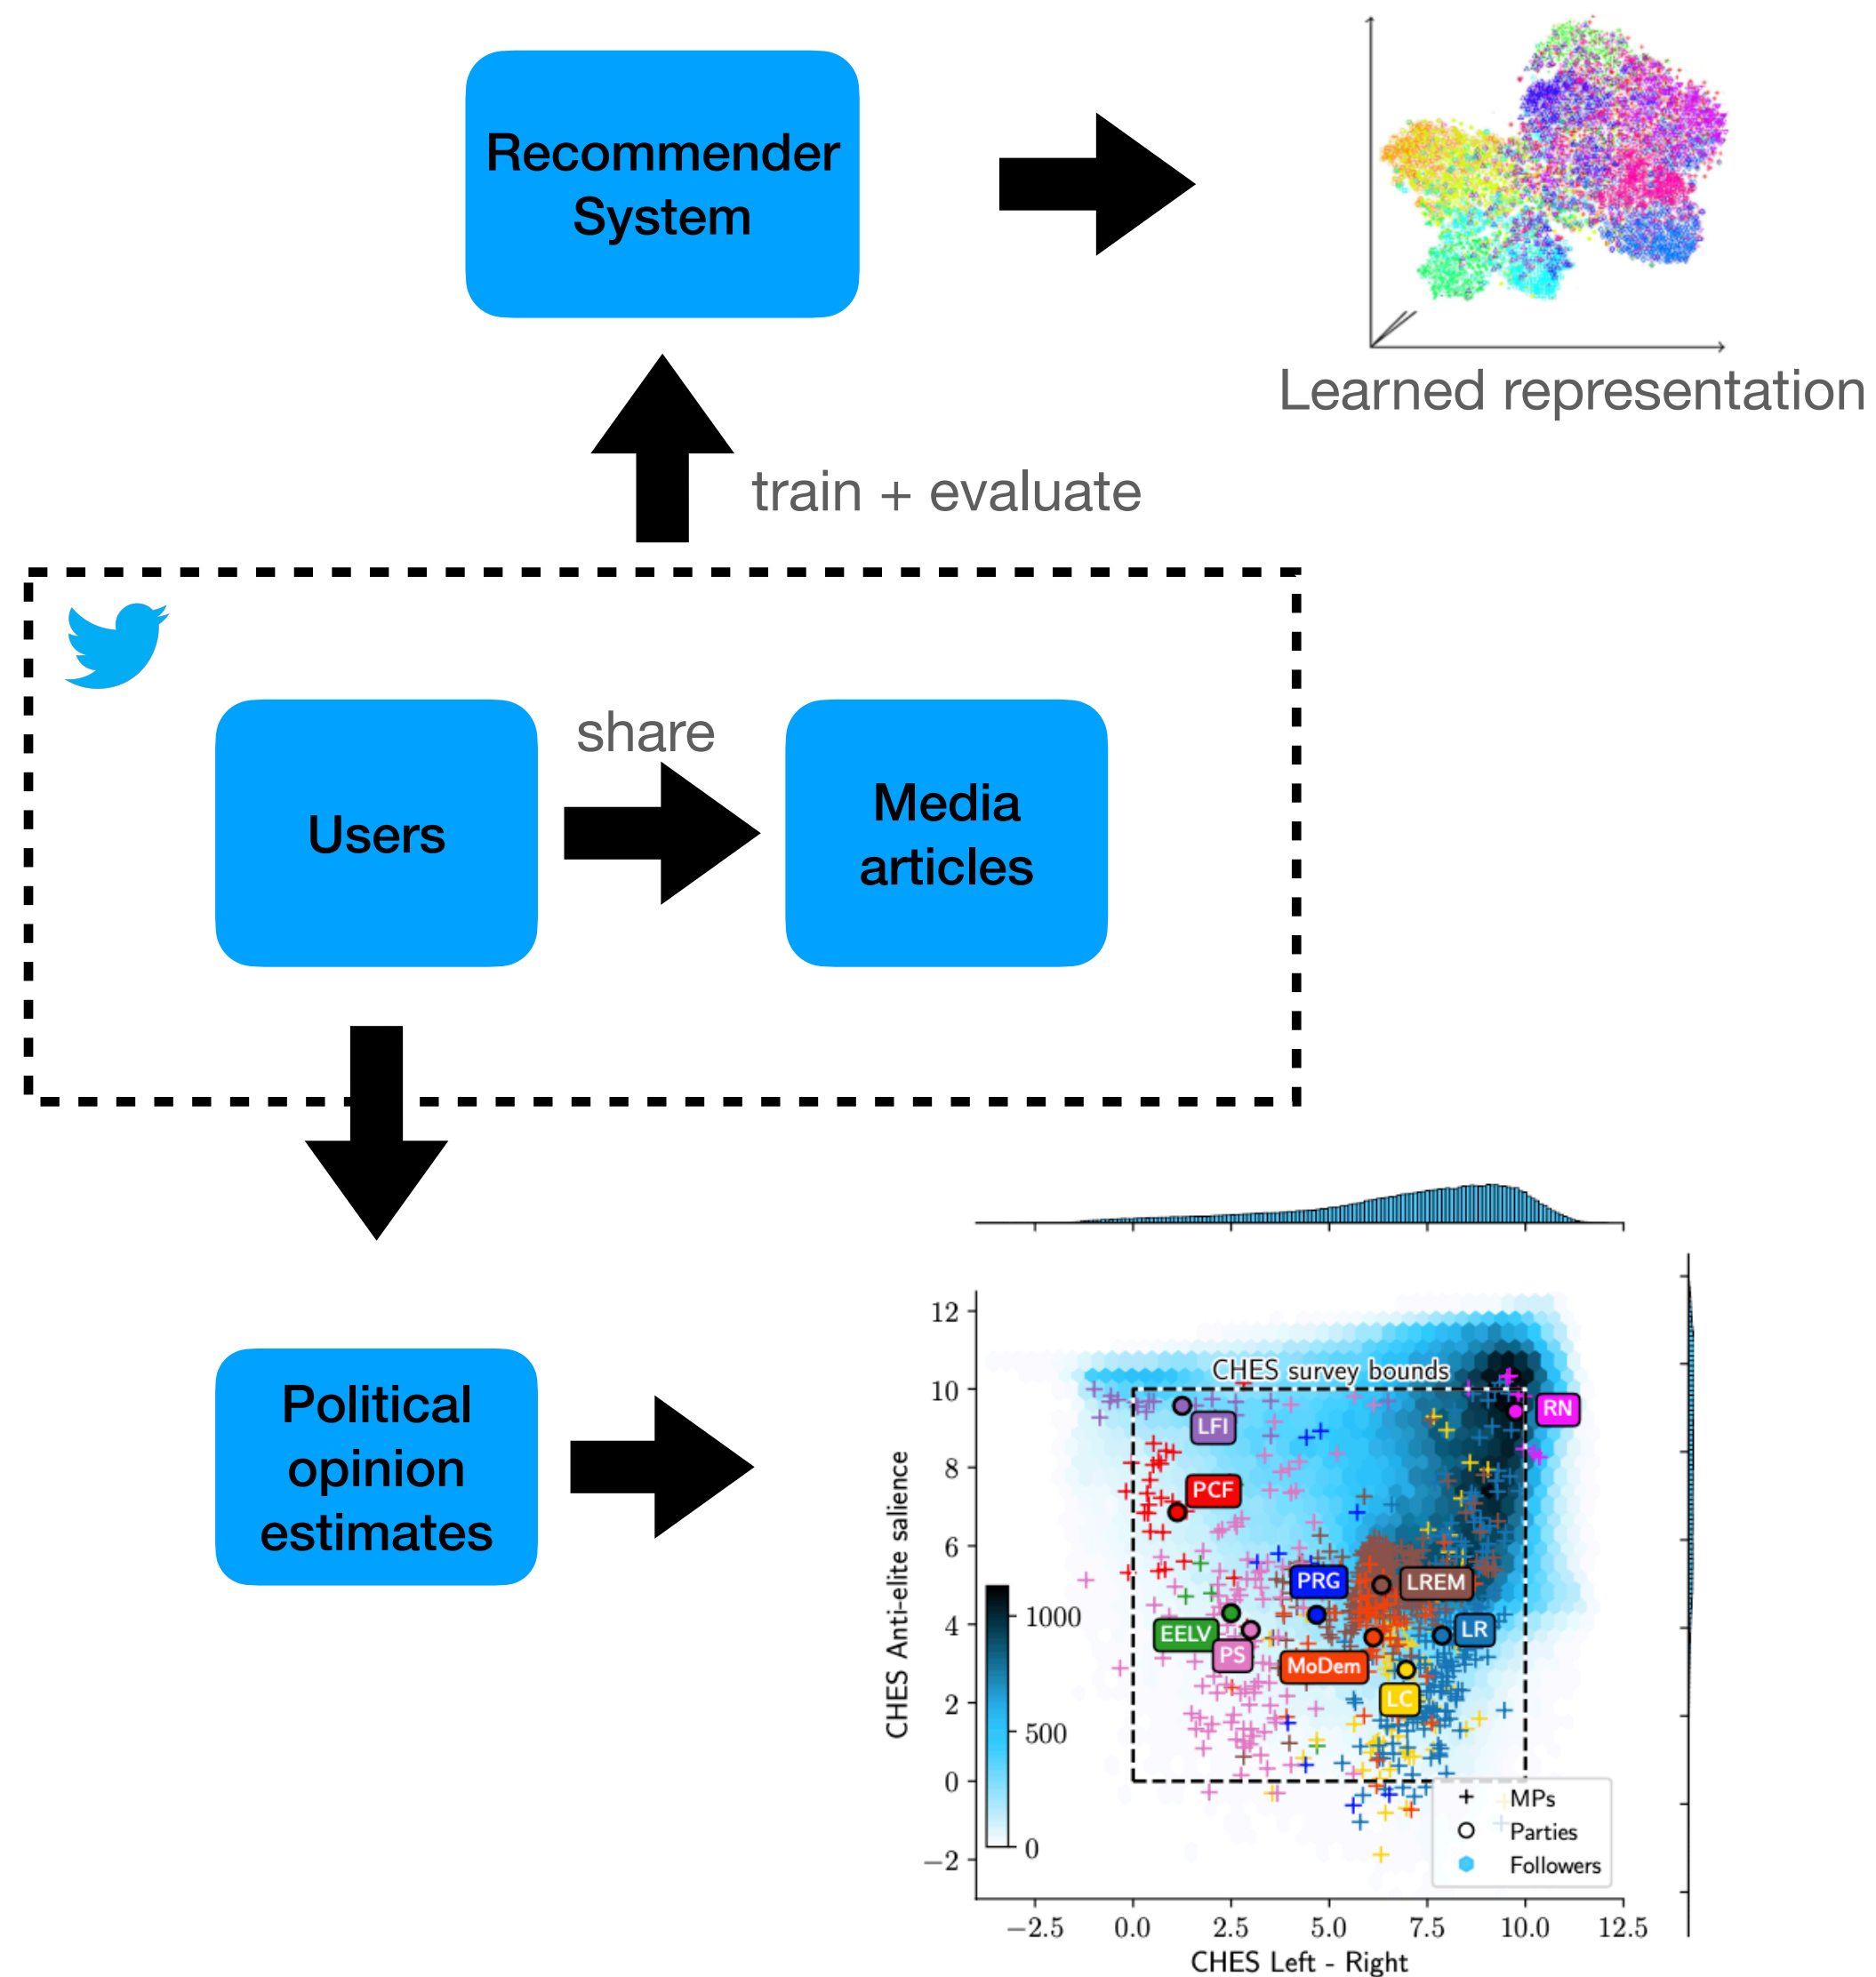 Recommender
System
Learned representation
train + evaluate
share
Users
Media
articles
Political
opinion
estimates
12
10
8
6
4
2
0
−2
CHES Anti-elite salience
CHES survey bounds
LFI
RN
PCF
PRG
LREM
EELV
PS
LR
MoDem
LC
1000
500
0
MPs
Parties
Followers
−2.5
0.0
2.5
5.0
7.5
10.0
12.5
CHES Left - Right